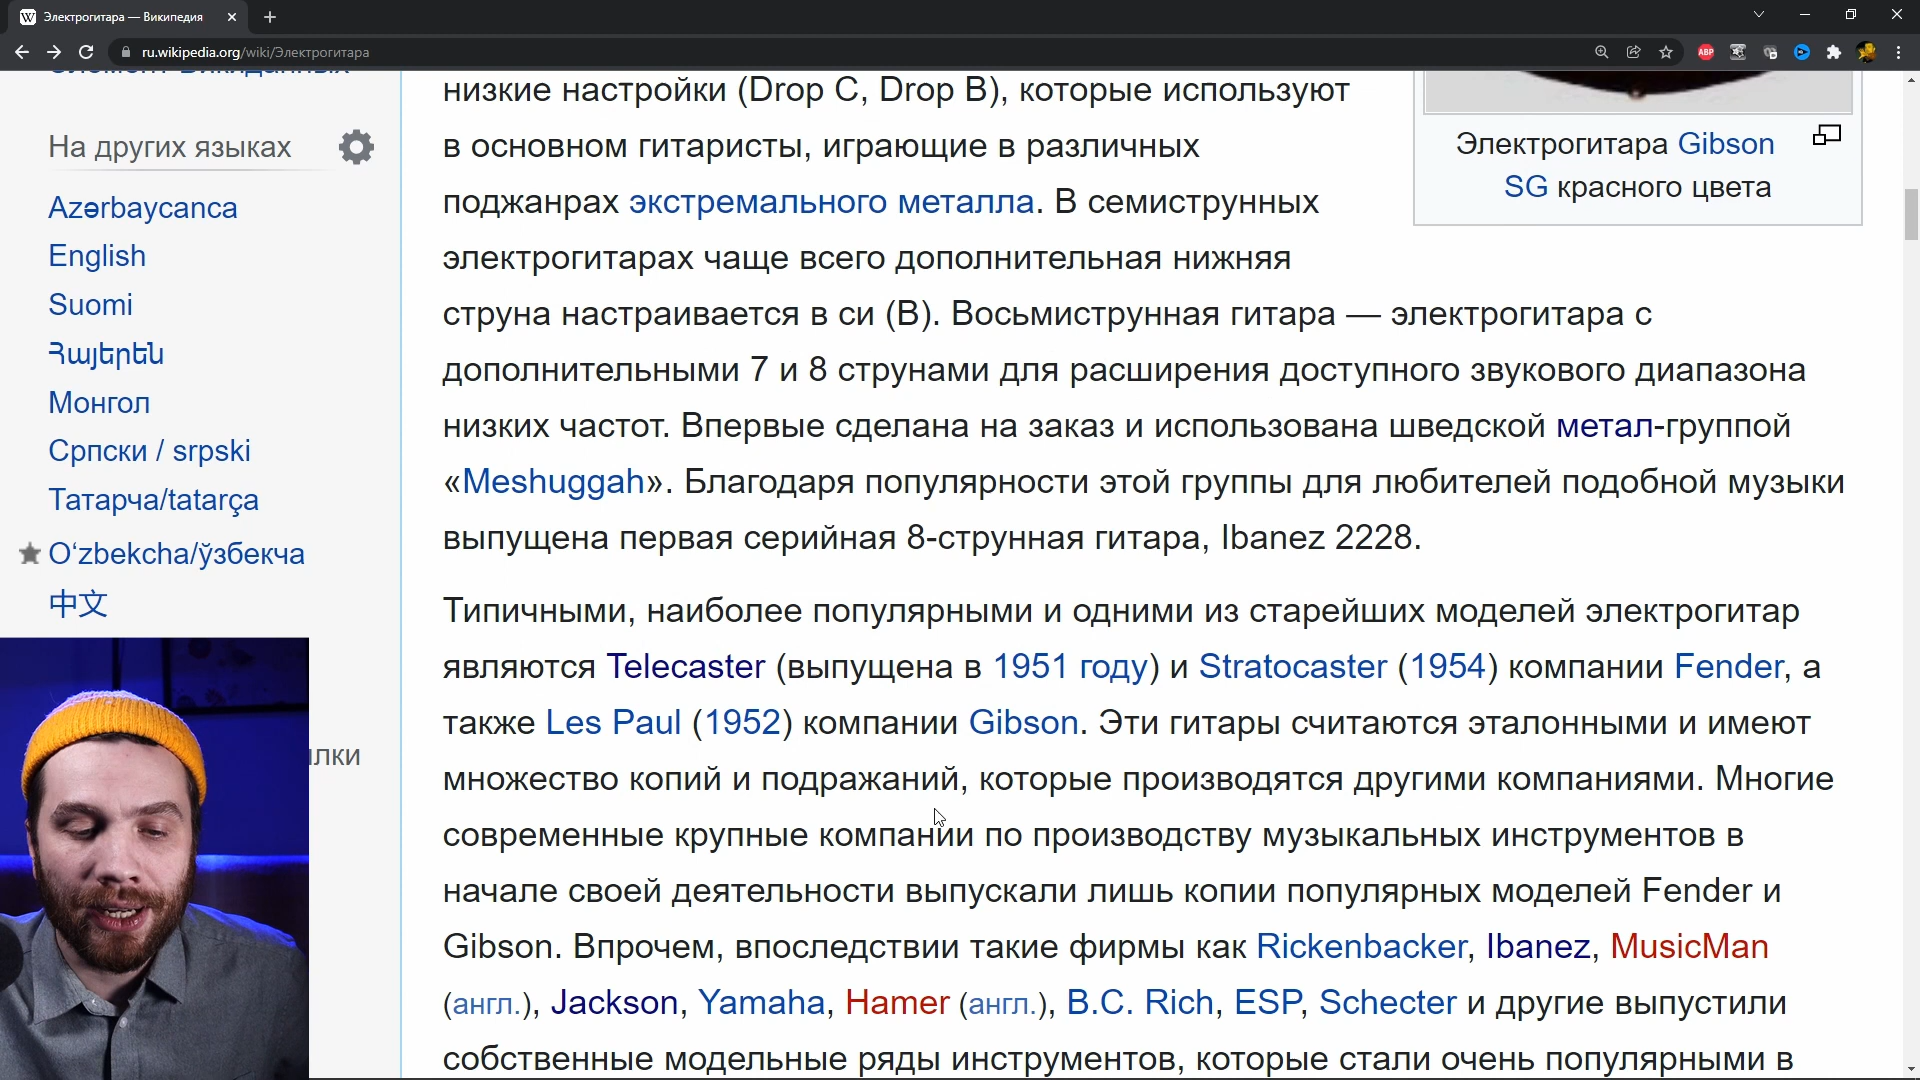 Электрогитара — Википедия
ru.wikipedia.org/wiki/Электрогитара
ABP
элемент Викиданных
На других языках
Azərbaycanca
English
Suomi
Հայերեն
Монгол
Српски / srpski
Татарча/tatarça
Oʻzbekcha/ўзбекча
中文
низкие настройки (Drop C, Drop B), которые используют
в основном гитаристы, играющие в различных
поджанрах экстремального металла. В семиструнных
электрогитарах чаще всего дополнительная нижняя
струна настраивается в си (B). Восьмиструнная гитара — электрогитара с
дополнительными 7 и 8 струнами для расширения доступного звукового диапазона
низких частот. Впервые сделана на заказ и использована шведской метал-группой
«Meshuggah». Благодаря популярности этой группы для любителей подобной музыки
выпущена первая серийная 8-струнная гитара, Ibanez 2228.
Электрогитара Gibson
SG красного цвета
Типичными, наиболее популярными и одними из старейших моделей электрогитар
являются Telecaster (выпущена в 1951 году) и Stratocaster (1954) компании Fender, а
также Les Paul (1952) компании Gibson. Эти гитары считаются эталонными и имеют
множество копий и подражаний, которые производятся другими компаниями. Многие
современные крупные компании по производству музыкальных инструментов в
начале своей деятельности выпускали лишь копии популярных моделей Fender и
Gibson. Впрочем, впоследствии такие фирмы как Rickenbacker, Ibanez, MusicMan
(англ.), Jackson, Yamaha, Hamer (англ.), B.C. Rich, ESP, Schecter и другие выпустили
собственные модельные ряды инструментов, которые стали очень популярными в